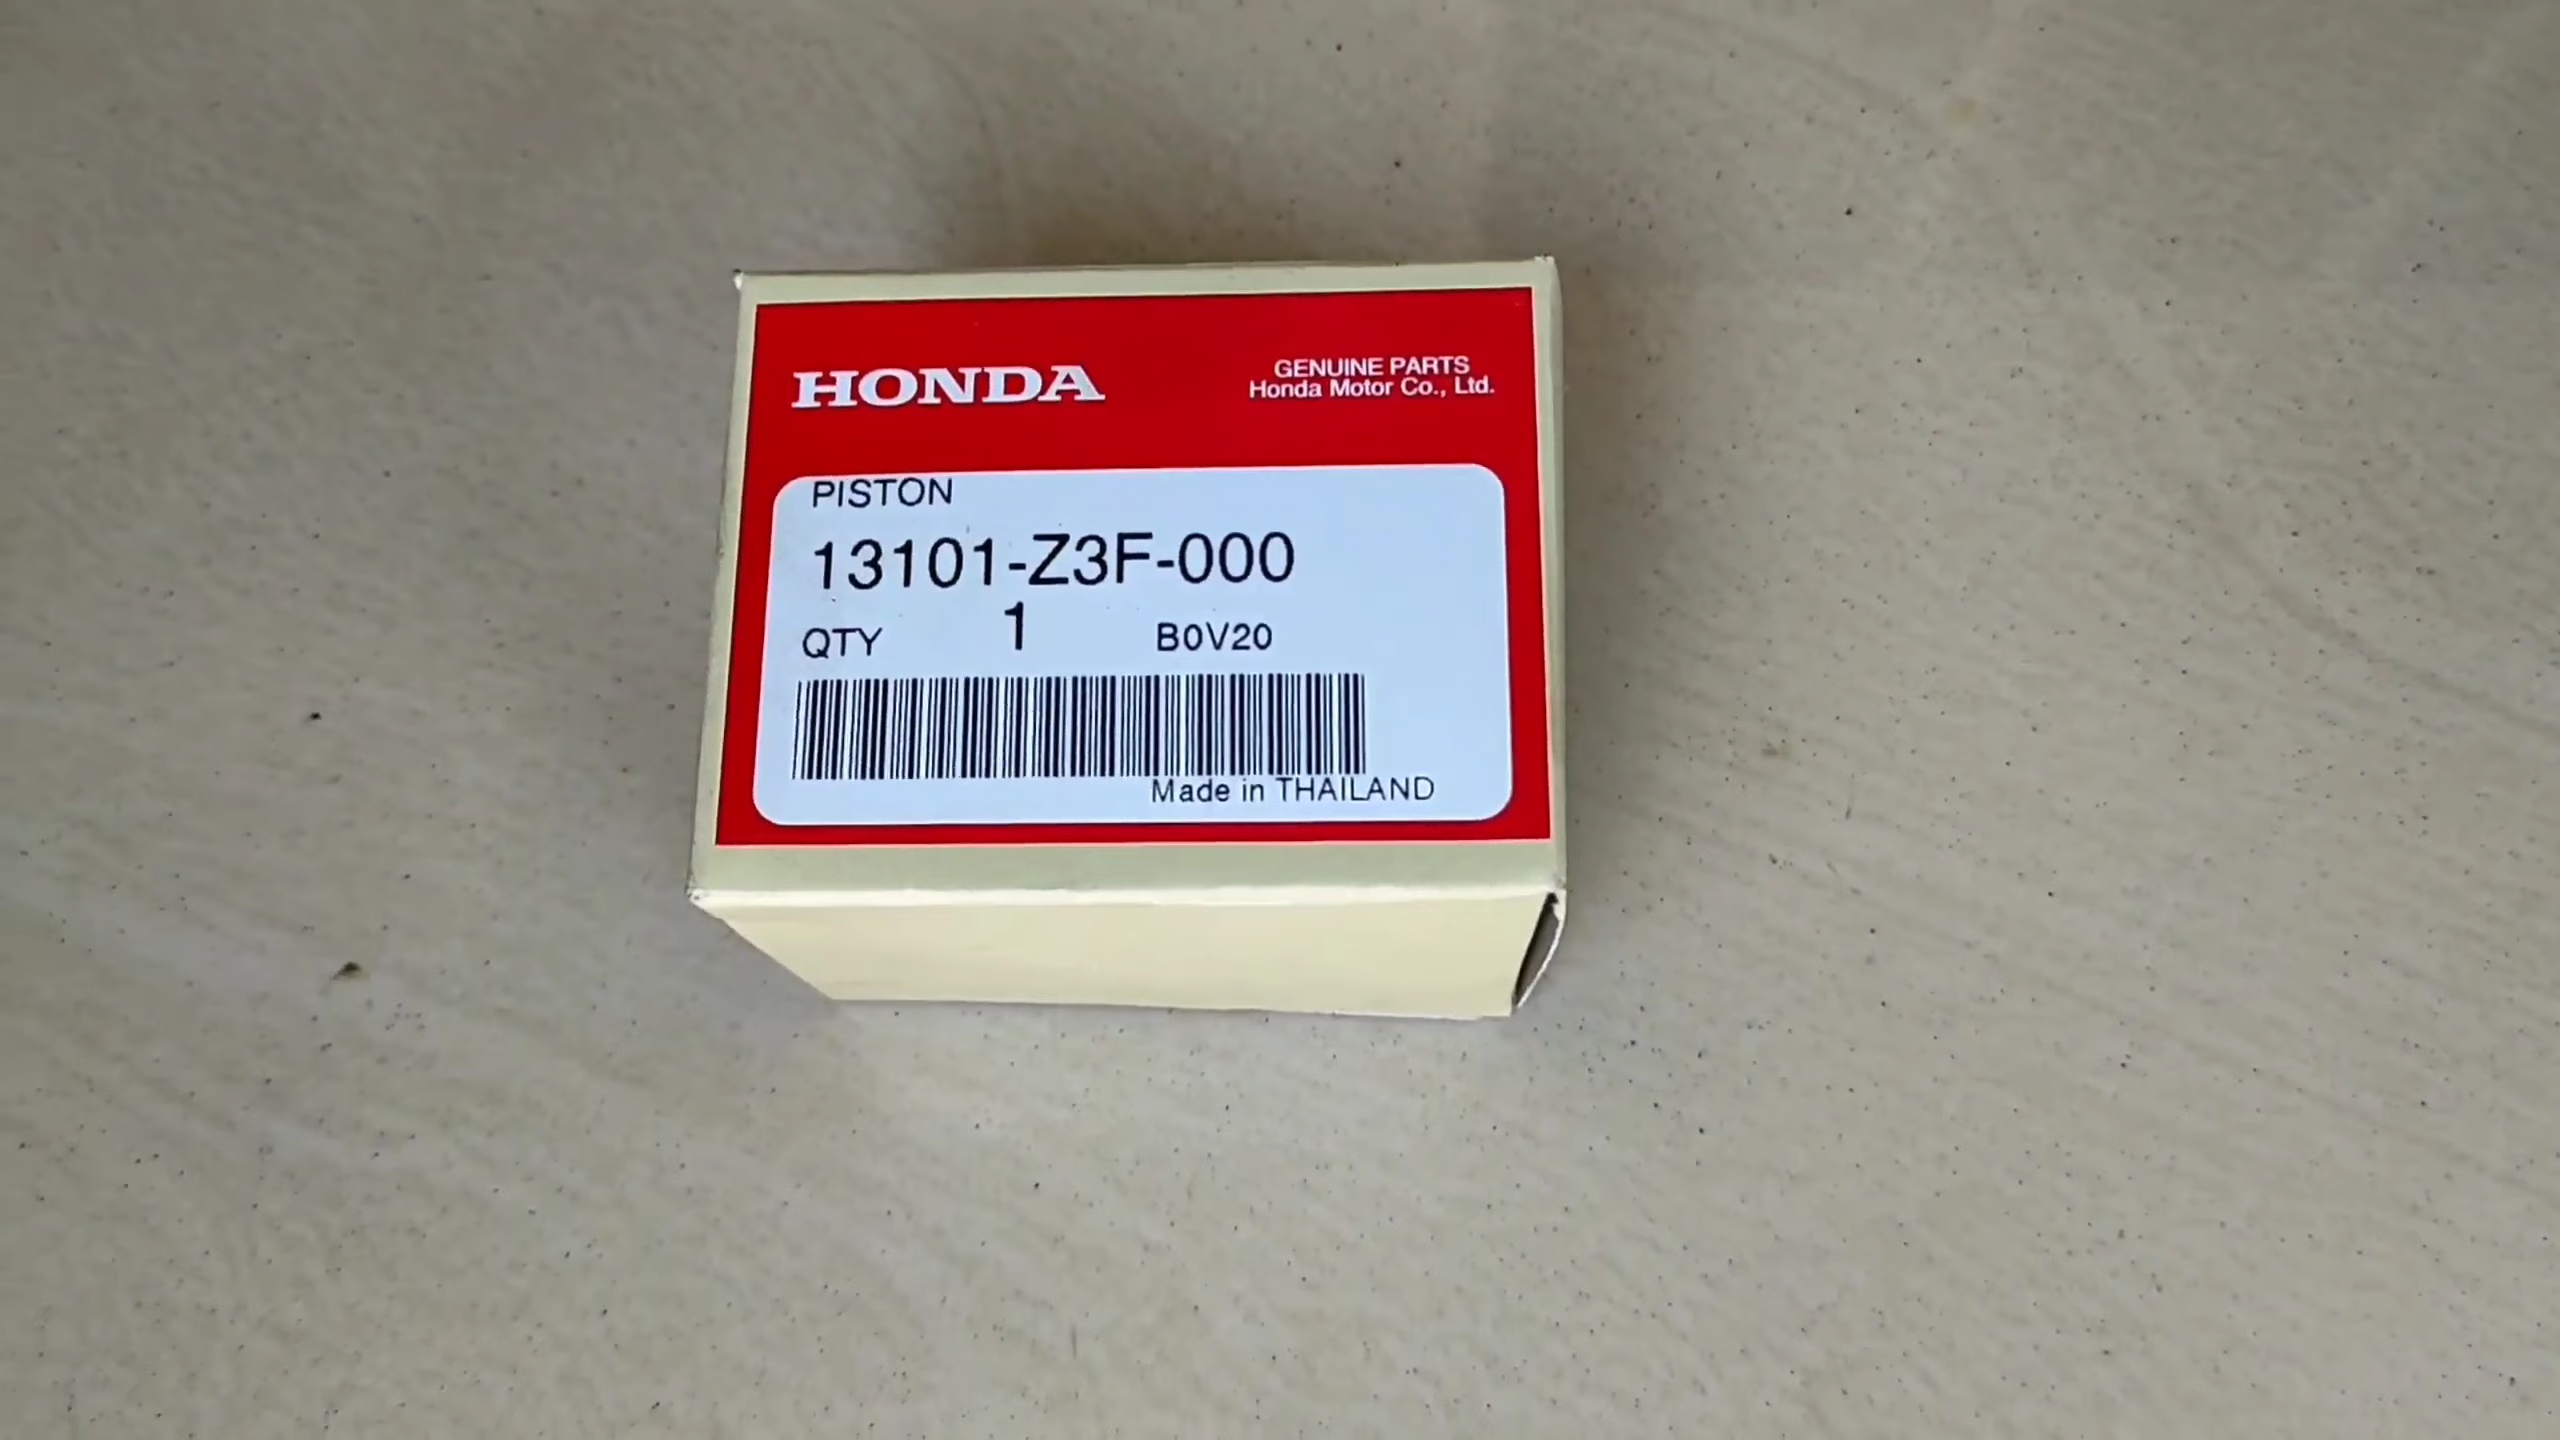 HONDA
GENUINE PARTS
Honda Motor Co., Ltd.
PISTON
13101-Z3F-000
QTY 1 B0V20
Made in THAILAND